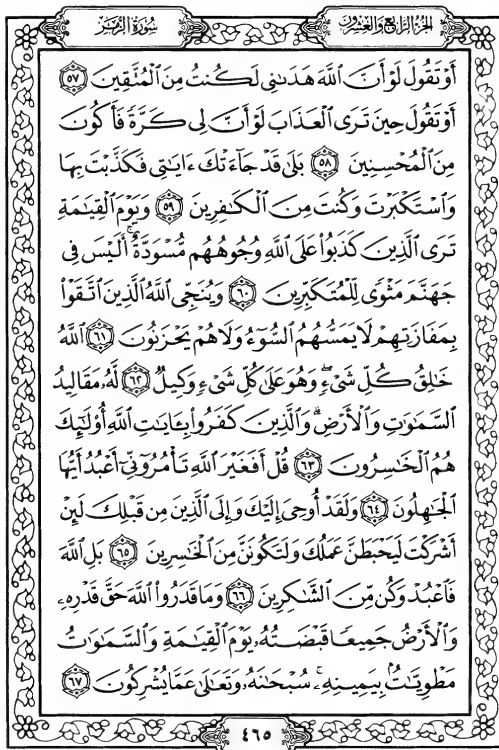 الجزء الرابع والعشرون
سورة الزمر
أَوْ تَقُولَ لَوْ أَنَّ ٱللَّهَ هَدَىٰنِى لَكُنتُ مِنَ ٱلْمُتَّقِينَ ٥٧
أَوْ تَقُولَ حِينَ تَرَى ٱلْعَذَابَ لَوْ أَنَّ لِى كَرَّةً فَأَكُونَ
مِنَ ٱلْمُحْسِنِينَ ٥٨ بَلَىٰ قَدْ جَآءَتْكَ ءَايَٰتِى فَكَذَّبْتَ بِهَا
وَٱسْتَكْبَرْتَ وَكُنتَ مِنَ ٱلْكَٰفِرِينَ ٥٩ وَيَوْمَ ٱلْقِيَٰمَةِ
تَرَى ٱلَّذِينَ كَذَبُوا۟ عَلَى ٱللَّهِ وُجُوهُهُم مُّسْوَدَّةٌ ۚ أَلَيْسَ فِى
جَهَنَّمَ مَثْوًى لِّلْمُتَكَبِّرِينَ ٦٠ وَيُنَجِّى ٱللَّهُ ٱلَّذِينَ ٱتَّقَوْا۟
بِمَفَازَتِهِمْ لَا يَمَسُّهُمُ ٱلسُّوٓءُ وَلَا هُمْ يَحْزَنُونَ ٦١ ٱللَّهُ
خَٰلِقُ كُلِّ شَىْءٍ ۖ وَهُوَ عَلَىٰ كُلِّ شَىْءٍ وَكِيلٌ ٦٢ لَّهُۥ مَقَالِيدُ
ٱلسَّمَٰوَٰتِ وَٱلْأَرْضِ ۗ وَٱلَّذِينَ كَفَرُوا۟ بِـَٔايَٰتِ ٱللَّهِ أُو۟لَٰٓئِكَ
هُمُ ٱلْخَٰسِرُونَ ٦٣ قُلْ أَفَغَيْرَ ٱللَّهِ تَأْمُرُوٓنِّىٓ أَعْبُدُ أَيُّهَا
ٱلْجَٰهِلُونَ ٦٤ وَلَقَدْ أُوحِىَ إِلَيْكَ وَإِلَى ٱلَّذِينَ مِن قَبْلِكَ لَئِنْ
أَشْرَكْتَ لَيَحْبَطَنَّ عَمَلُكَ وَلَتَكُونَنَّ مِنَ ٱلْخَٰسِرِينَ ٦٥ بَلِ ٱللَّهَ
فَٱعْبُدْ وَكُن مِّنَ ٱلشَّٰكِرِينَ ٦٦ وَمَا قَدَرُوا۟ ٱللَّهَ حَقَّ قَدْرِهِۦ
وَٱلْأَرْضُ جَمِيعًا قَبْضَتُهُۥ يَوْمَ ٱلْقِيَٰمَةِ وَٱلسَّمَٰوَٰتُ
مَطْوِيَّٰتٌۢ بِيَمِينِهِۦ ۚ سُبْحَٰنَهُۥ وَتَعَٰلَىٰ عَمَّا يُشْرِكُونَ ٦٧
٤٦٥